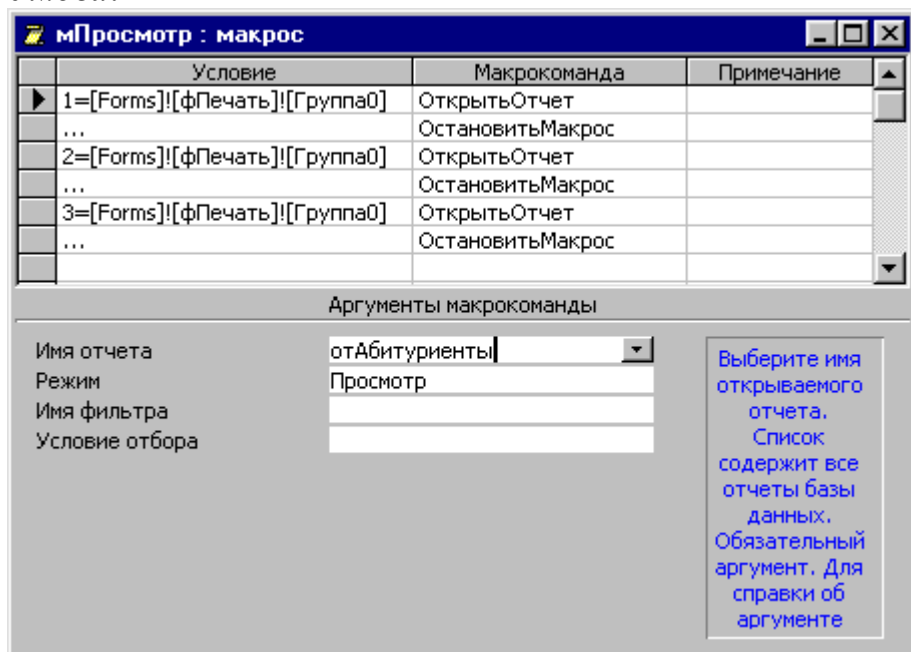 мПросмотр : макрос
Условие Макрокоманда Примечание
1=[Forms]![фПечать]![Группа0] ОткрытьОтчет
... ОстановитьМакрос
2=[Forms]![фПечать]![Группа0] ОткрытьОтчет
... ОстановитьМакрос
3=[Forms]![фПечать]![Группа0] ОткрытьОтчет
... ОстановитьМакрос
Аргументы макрокоманды
Имя отчета отАбитуриенты
Режим Просмотр
Имя фильтра
Условие отбора
Выберите имя
открываемого
отчета.
Список
содержит все
отчеты базы
данных.
Обязательный
аргумент. Для
справки об
аргументе